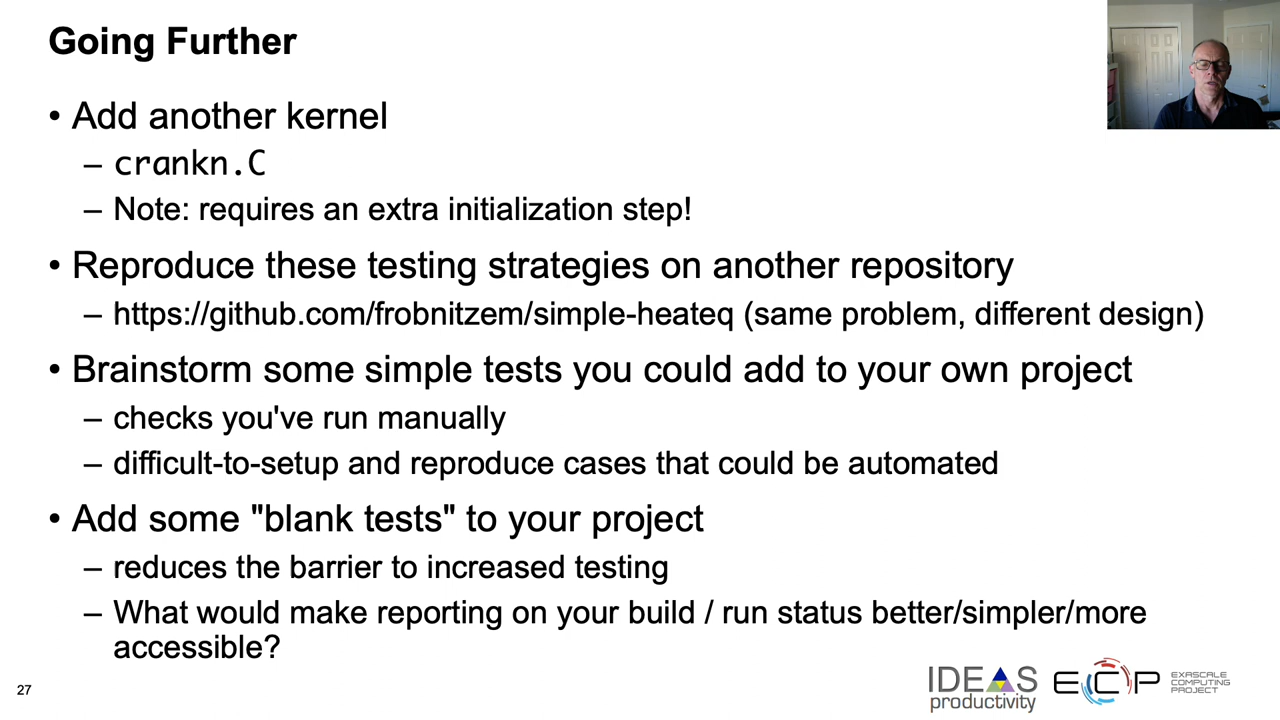 Going Further
• Add another kernel
– crankn.C
– Note: requires an extra initialization step!
• Reproduce these testing strategies on another repository
– https://github.com/frobnitzem/simple-heateq (same problem, different design)
• Brainstorm some simple tests you could add to your own project
– checks you've run manually
– difficult-to-setup and reproduce cases that could be automated
• Add some "blank tests" to your project
– reduces the barrier to increased testing
– What would make reporting on your build / run status better/simpler/more
accessible?
27
IDEAS
productivity
ECP
EXASCALE
COMPUTING
PROJECT